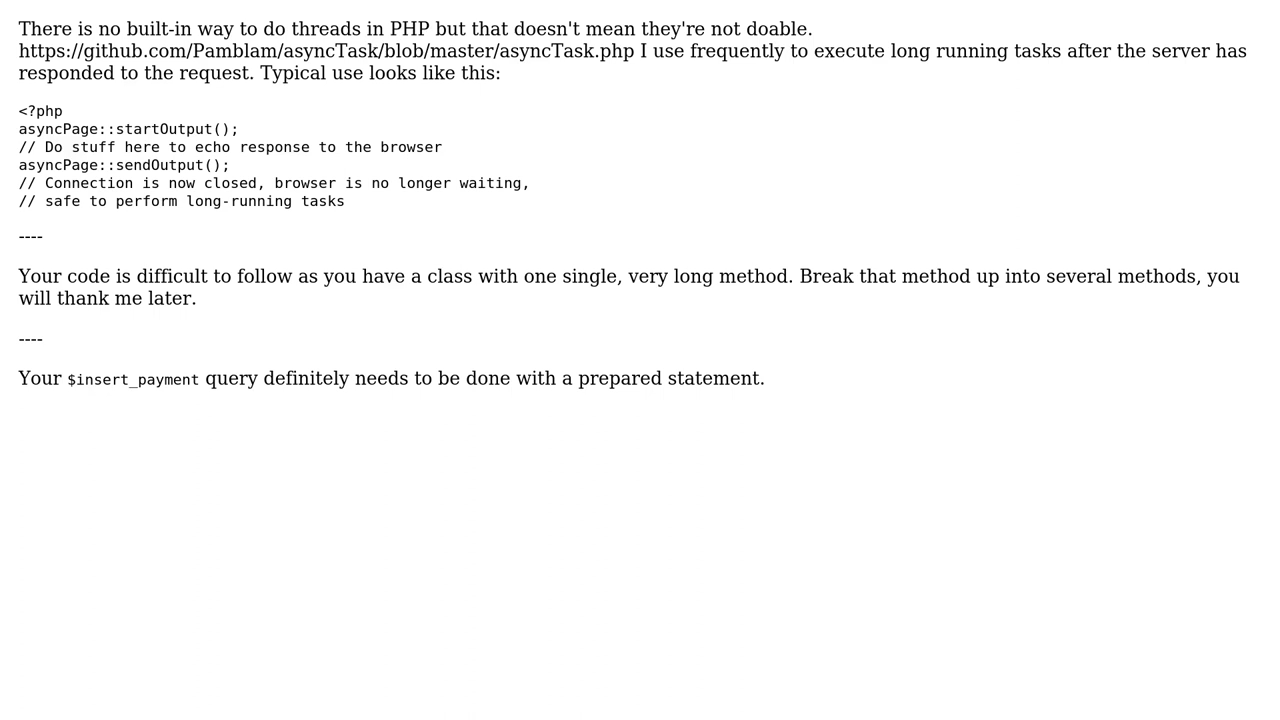 There is no built-in way to do threads in PHP but that doesn't mean they're not doable.
https://github.com/Pamblam/asyncTask/blob/master/asyncTask.php I use frequently to execute long running tasks after the server has
responded to the request. Typical use looks like this:
<?php
asyncPage::startOutput();
// Do stuff here to echo response to the browser
asyncPage::sendOutput();
// Connection is now closed, browser is no longer waiting,
// safe to perform long-running tasks
----
Your code is difficult to follow as you have a class with one single, very long method. Break that method up into several methods, you
will thank me later.
----
Your $insert_payment query definitely needs to be done with a prepared statement.